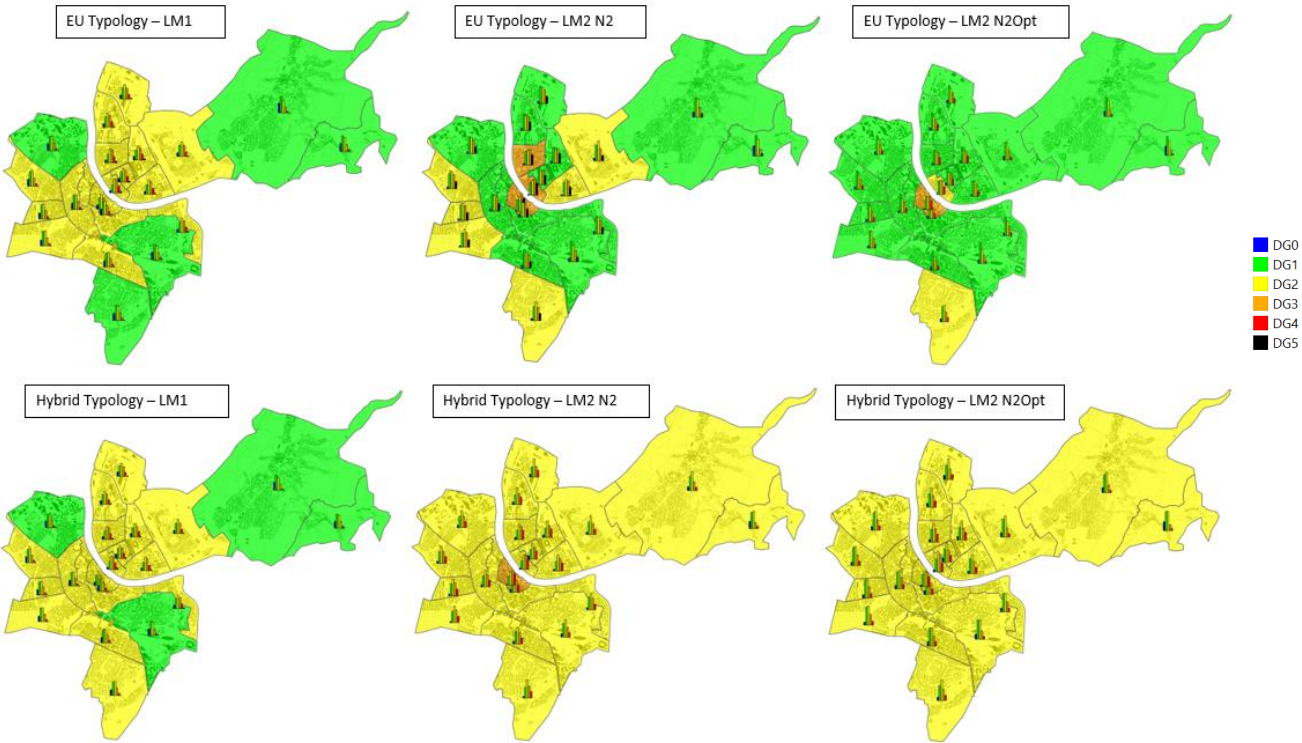 EU Typology – LM1
EU Typology – LM2 N2
EU Typology – LM2 N2Opt
DG0
DG1
DG2
DG3
DG4
DG5
Hybrid Typology – LM1
Hybrid Typology – LM2 N2
Hybrid Typology – LM2 N2Opt